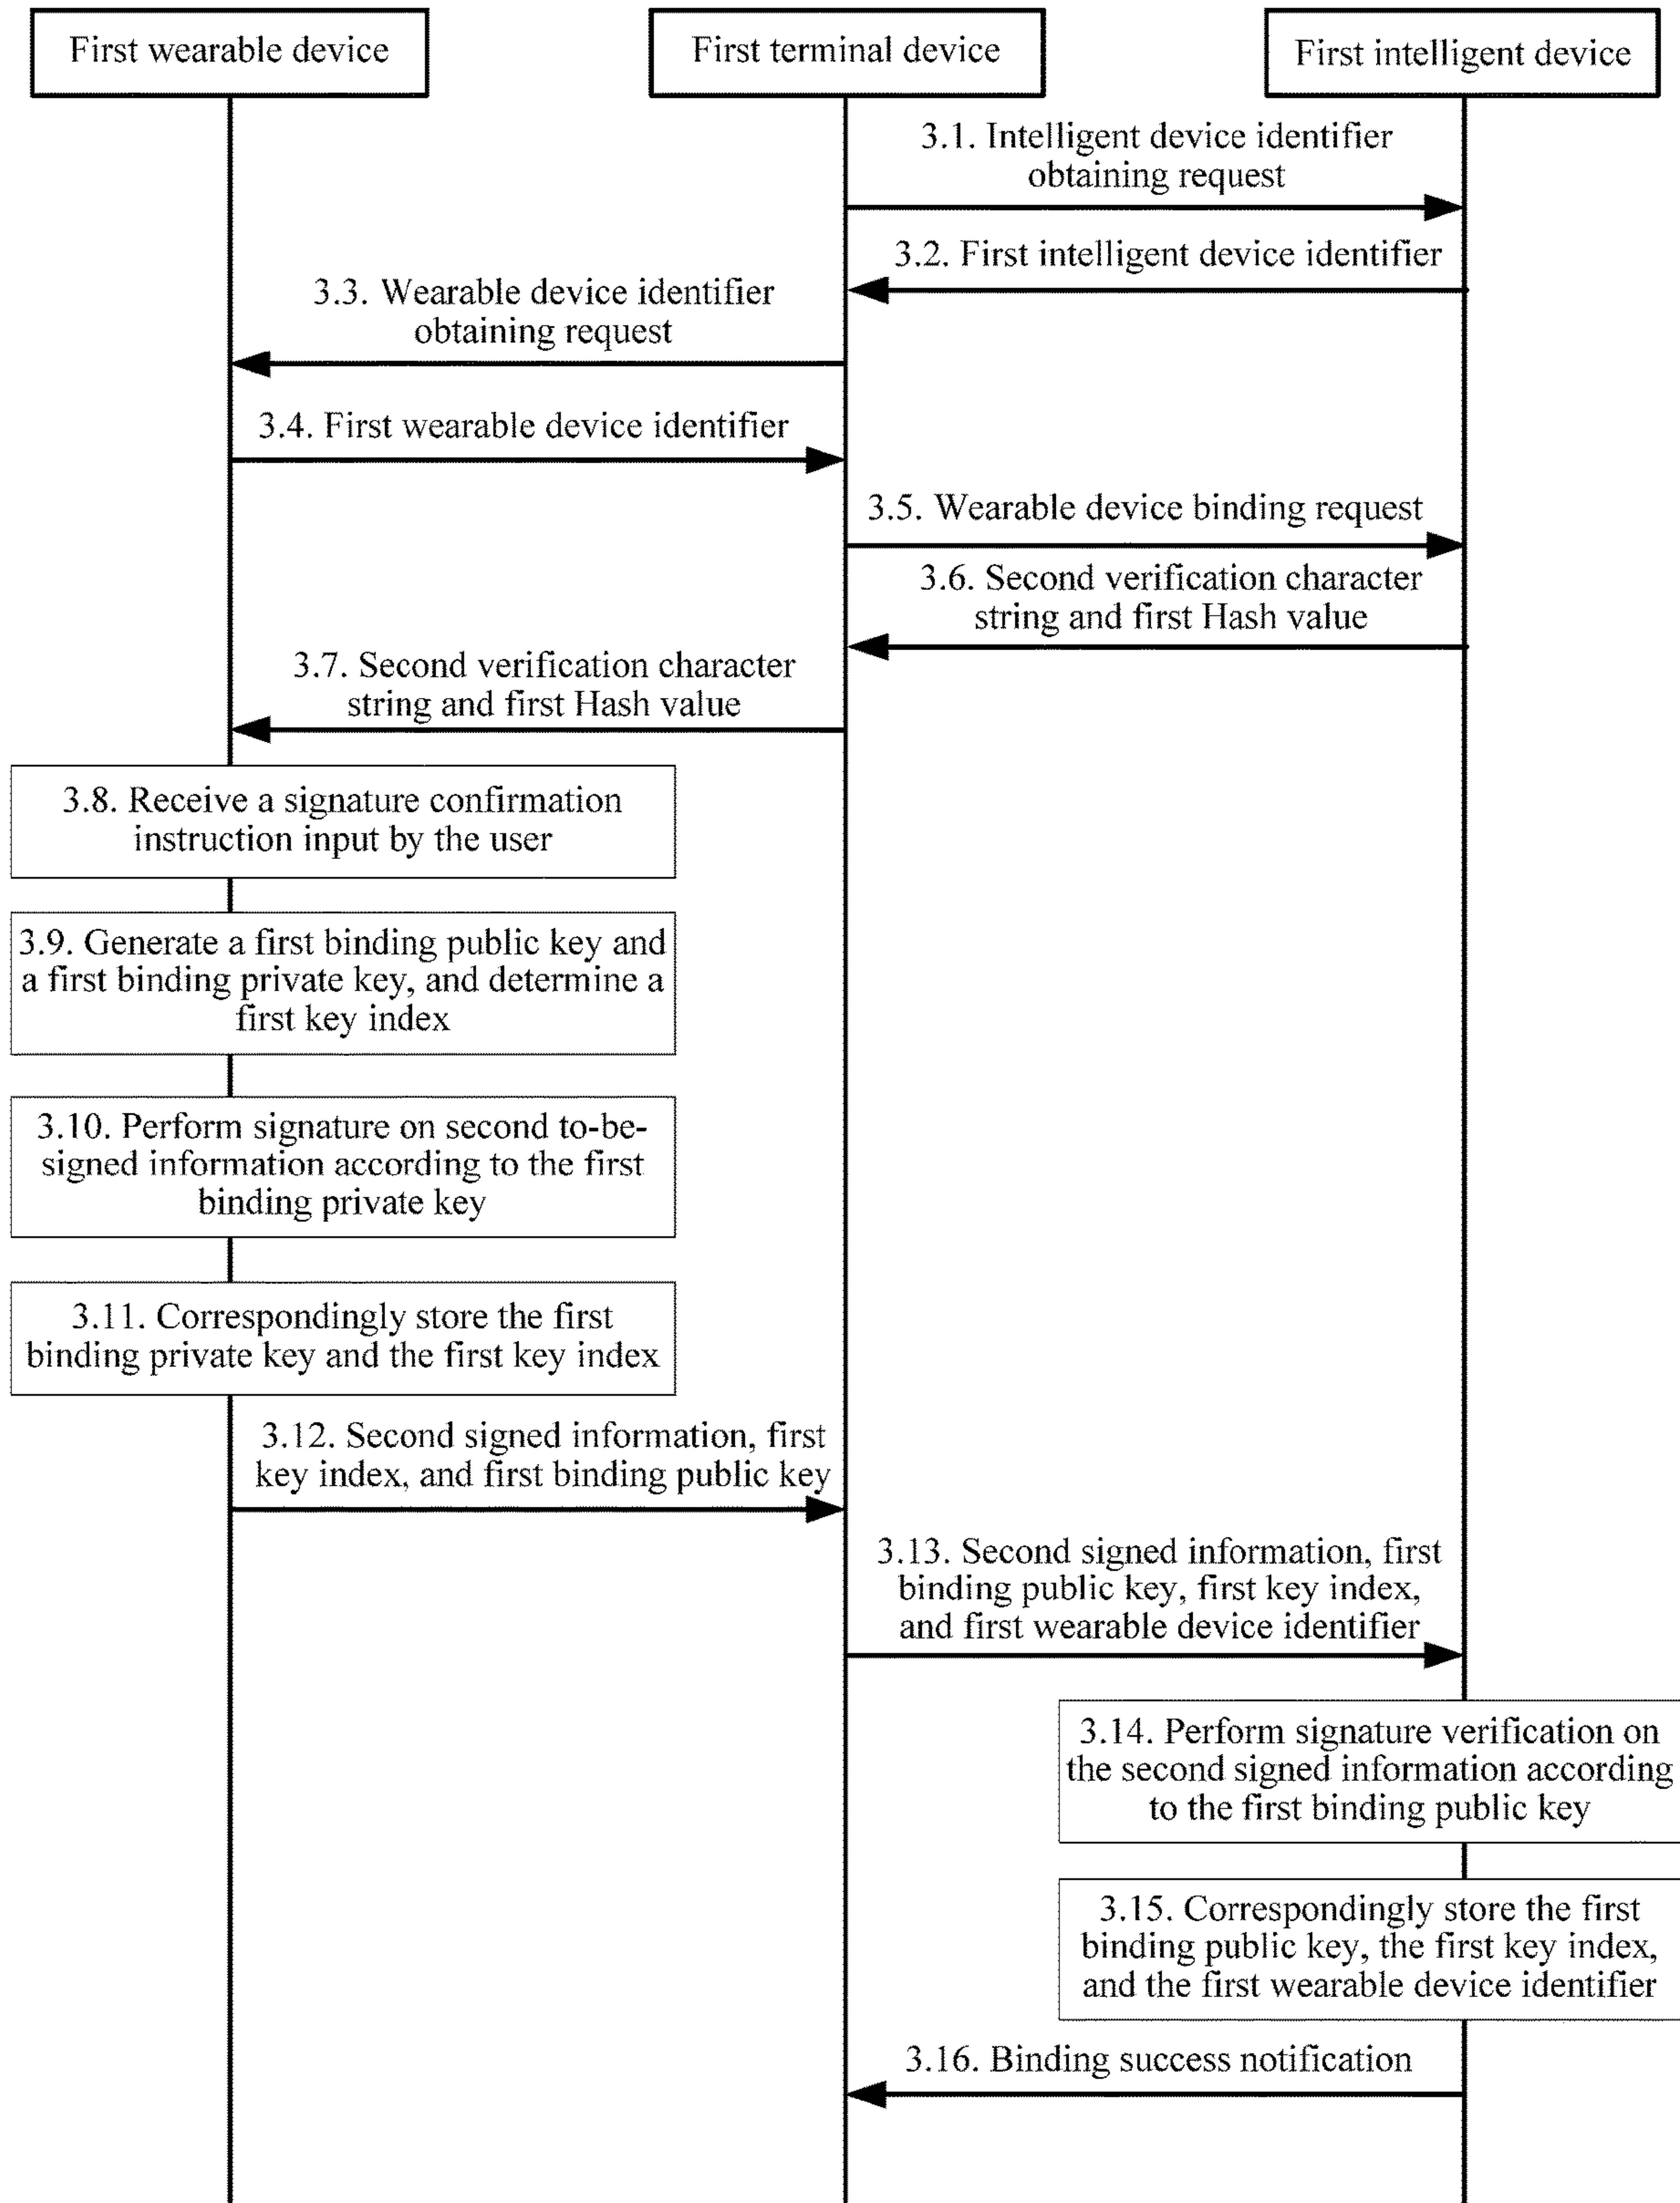 First wearable device
First terminal device
First intelligent device
3.1. Intelligent device identifier
obtaining request
3.2. First intelligent device identifier
3.3. Wearable device identifier
obtaining request
3.4. First wearable device identifier
3.5. Wearable device binding request
3.6. Second verification character
string and first Hash value
3.7. Second verification character
string and first Hash value
3.8. Receive a signature confirmation
instruction input by the user
3.9. Generate a first binding public key and
a first binding private key, and determine a
first key index
3.10. Perform signature on second to-be-
signed information according to the first
binding private key
3.11. Correspondingly store the first
binding private key and the first key index
3.12. Second signed information, first
key index, and first binding public key
3.13. Second signed information, first
binding public key, first key index,
and first wearable device identifier
3.14. Perform signature verification on
the second signed information according
to the first binding public key
3.15. Correspondingly store the first
binding public key, the first key index,
and the first wearable device identifier
3.16. Binding success notification